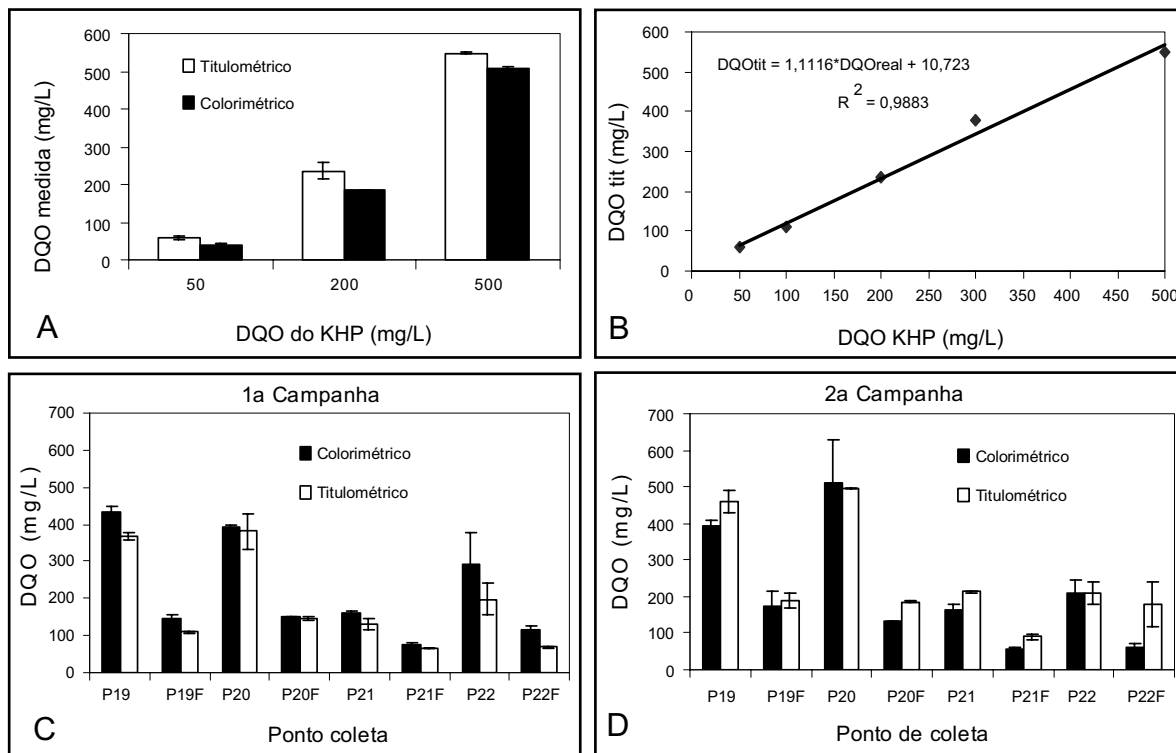 600
500
400
300
200
100
0
DQO medida (mg/L)
Titulométrico
Colorimétrico
50 200 500
DQO do KHP (mg/L)
A
600
500
400
300
200
100
0
DQO tit (mg/L)
DQOtit = 1,1116*DQOreal + 10,723
R 2 = 0,9883
0 50 100 150 200 250 300 350 400 450 500
DQO KHP (mg/L)
B
1a Campanha
700
600
500
400
300
200
100
0
DQO (mg/L)
Colorimétrico
Titulométrico
P19 P19F P20 P20F P21 P21F P22 P22F
Ponto coleta
C
2a Campanha
700
600
500
400
300
200
100
0
DQO (mg/L)
Colorimétrico
Titulométrico
P19 P19F P20 P20F P21 P21F P22 P22F
Ponto de coleta
D